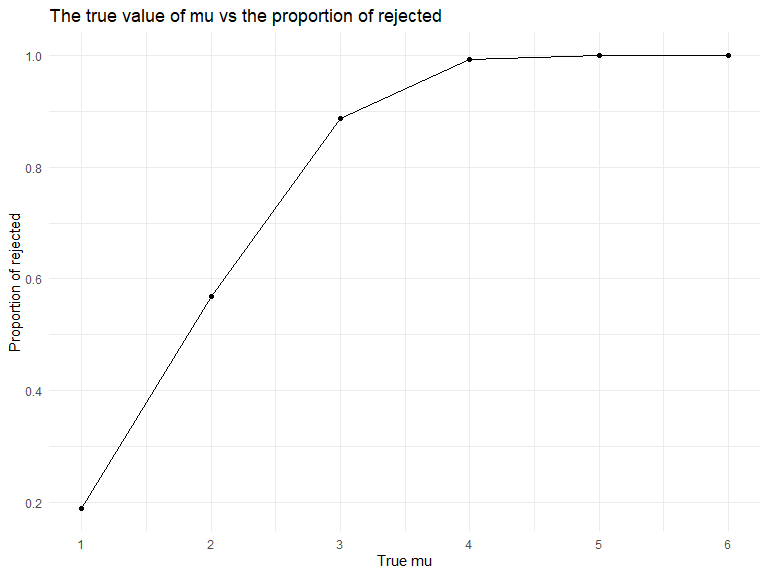 The true value of mu vs the proportion of rejected
1.0
0.8
0.6
0.4
0.2
Proportion of rejected
1 2 3 4 5 6
True mu